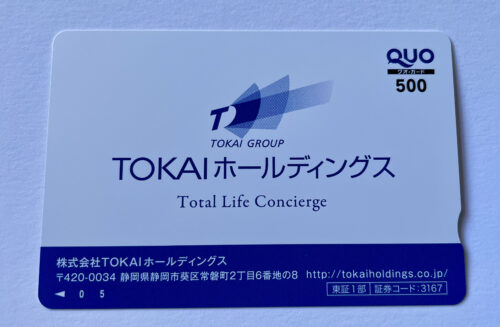 QUO
クオ・カード
500
T
TOKAI GROUP
TOKAIホールディングス
Total Life Concierge
株式会社TOKAIホールディングス
〒420-0034 静岡県静岡市葵区常磐町2丁目6番地の8 http://tokaiholdings.co.jp/
東証1部 証券コード:3167
◀ 0 5